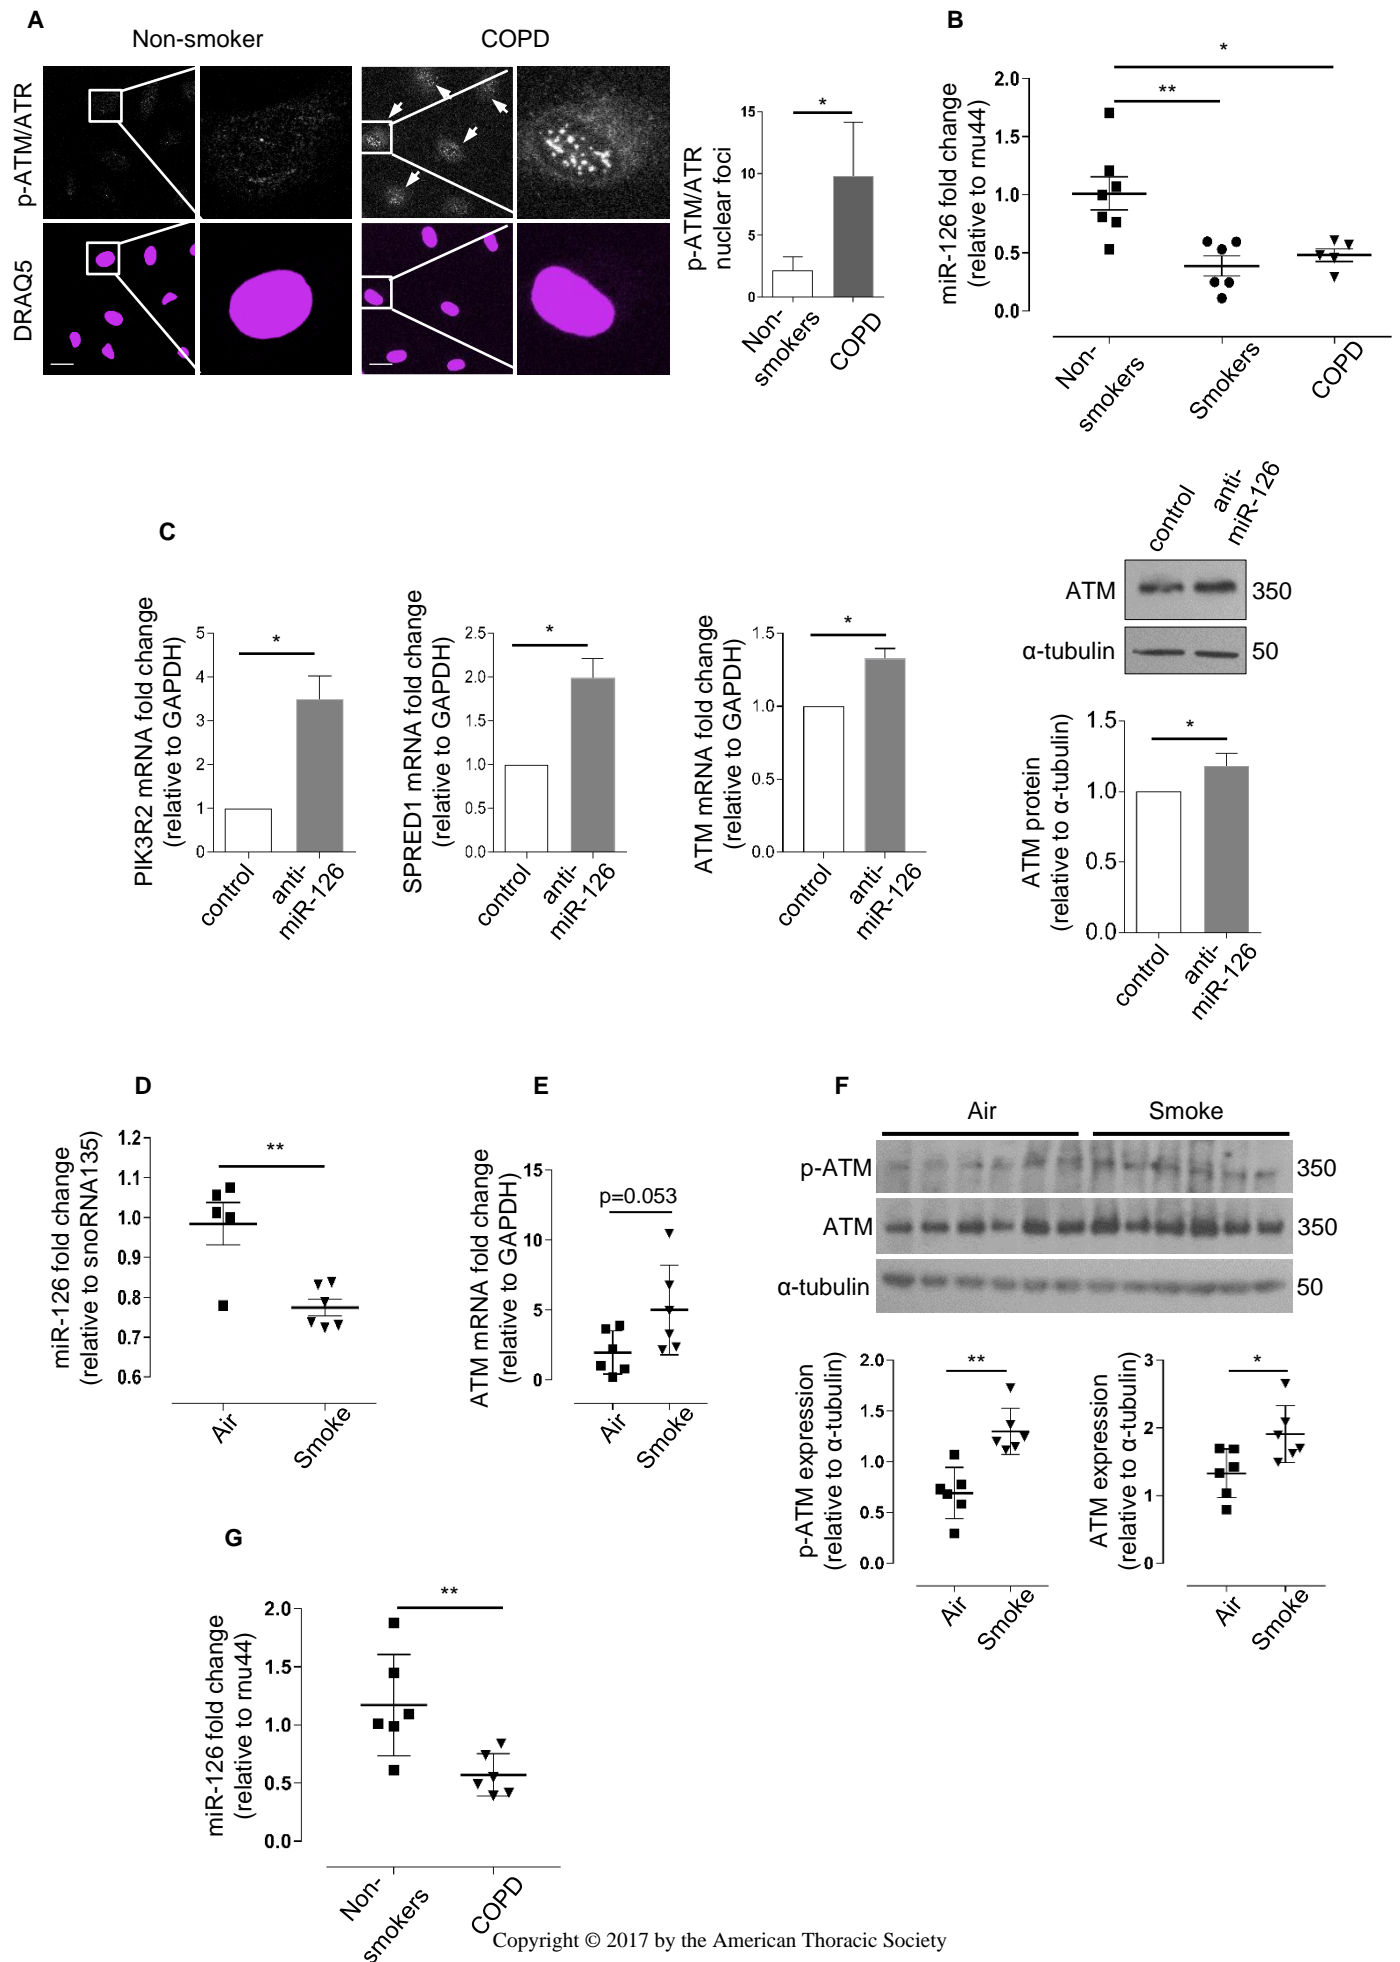 A
Non-smoker
COPD
p-ATM/ATR
DRAQ5
p-ATM/ATR
nuclear foci
15
10
5
0
*
Non-
smokers
COPD
B
miR-126 fold change
(relative to rnu44)
2.0
1.5
1.0
0.5
0.0
*
**
Non-
smokers
Smokers
COPD
C
PIK3R2 mRNA fold change
(relative to GAPDH)
5
4
3
2
1
0
*
control
anti-
miR-126
SPRED1 mRNA fold change
(relative to GAPDH)
2.5
2.0
1.5
1.0
0.5
0.0
*
control
anti-
miR-126
ATM mRNA fold change
(relative to GAPDH)
1.5
1.0
0.5
0.0
*
control
anti-
miR-126
control
anti-
miR-126
ATM
350
α-tubulin
50
ATM protein
(relative to α-tubulin)
1.5
1.0
0.5
0.0
*
control
anti-
miR-126
D
miR-126 fold change
(relative to snoRNA135)
1.2
1.1
1.0
0.9
0.8
0.7
0.6
**
Air
Smoke
E
ATM mRNA fold change
(relative to GAPDH)
15
10
5
0
p=0.053
Air
Smoke
F
Air
Smoke
p-ATM
350
ATM
350
α-tubulin
50
p-ATM expression
(relative to α-tubulin)
2.0
1.5
1.0
0.5
0.0
**
Air
Smoke
ATM expression
(relative to α-tubulin)
3
2
1
0
*
Air
Smoke
G
miR-126 fold change
(relative to rnu44)
2.0
1.5
1.0
0.5
0.0
**
Non-
smokers
COPD
Copyright © 2017 by the American Thoracic Society